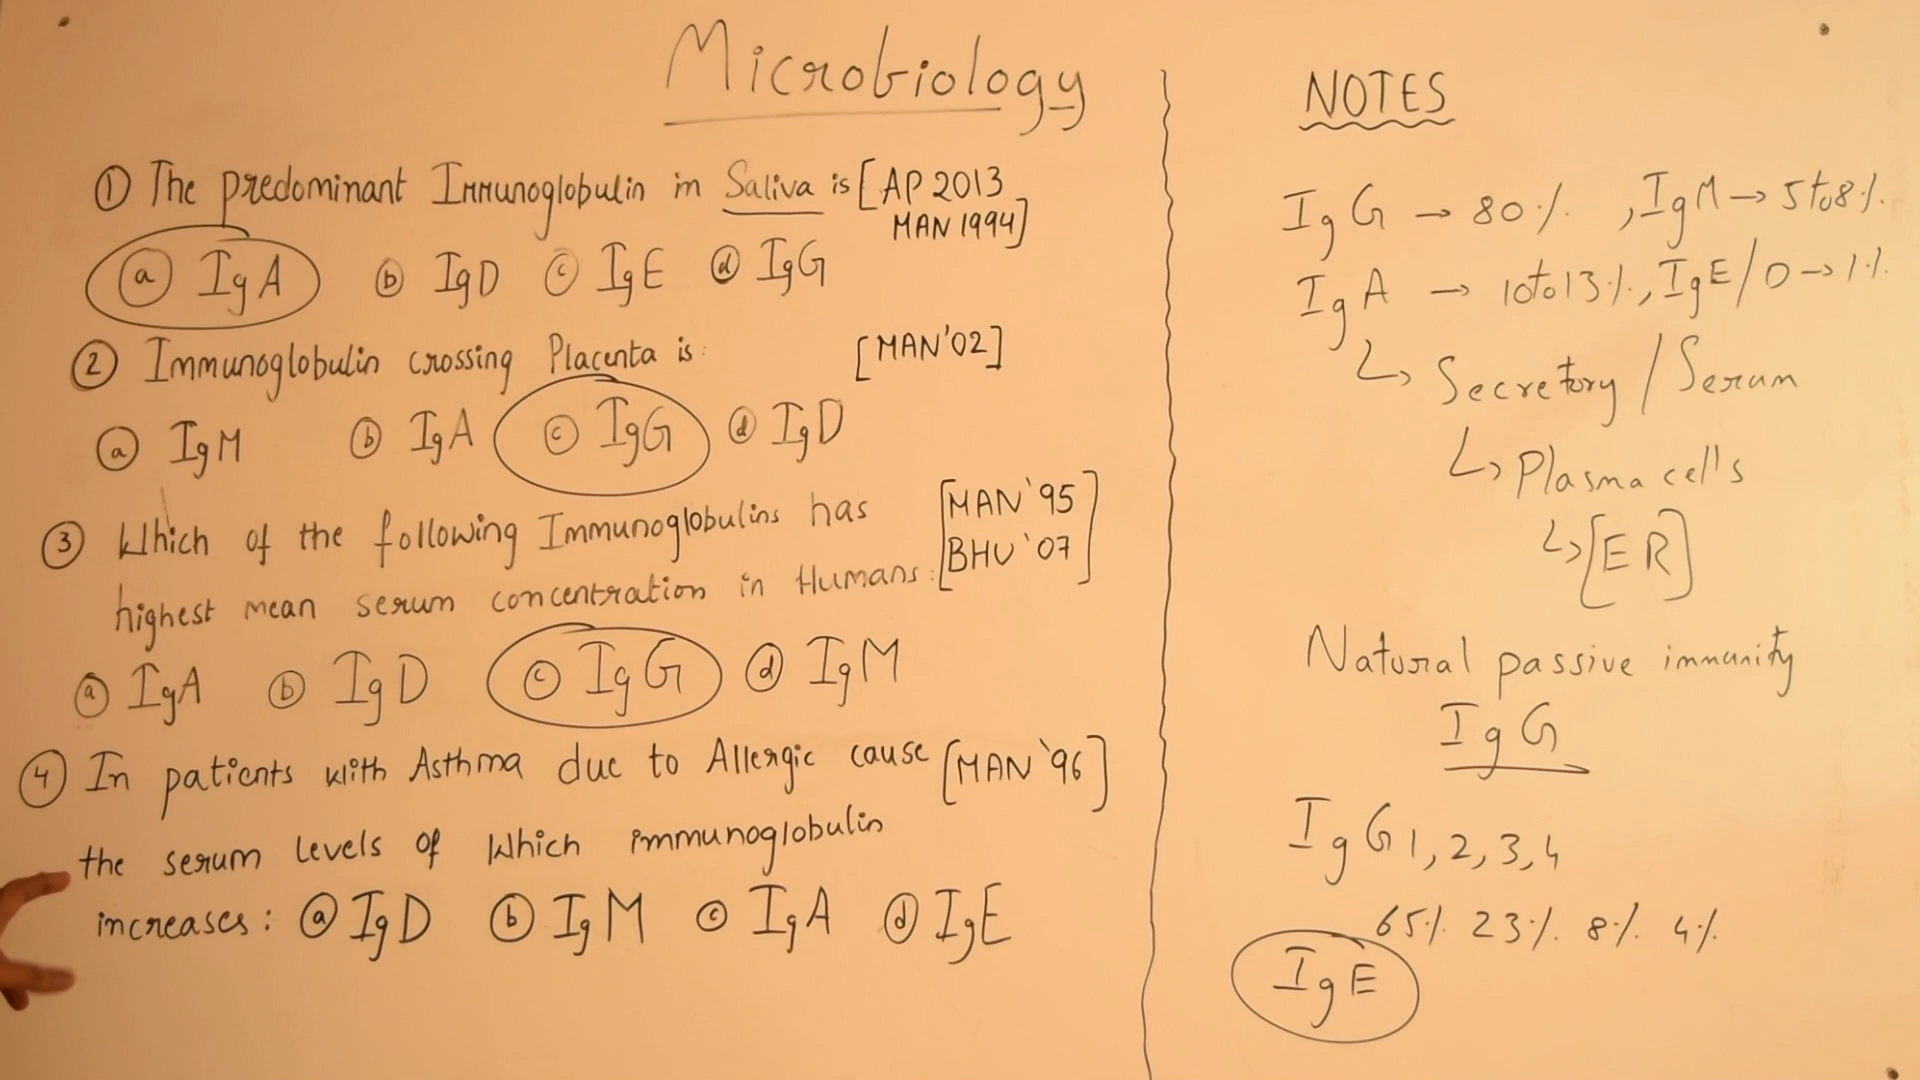 Microbiology
① The predominant Immunoglobulin in Saliva is [AP 2013
MAN 1994]
ⓐ IgA ⓑ IgD ⓒ IgE ⓓ IgG
② Immunoglobulin crossing Placenta is: [MAN'02]
ⓐ IgM ⓑ IgA ⓒ IgG ⓓ IgD
③ Which of the following Immunoglobulins has [MAN'95
highest mean serum concentration in Humans: BHU'07]
ⓐ IgA ⓑ IgD ⓒ IgG ⓓ IgM
④ In patients with Asthma due to Allergic cause [MAN'96]
the serum levels of which immunoglobulin
increases: ⓐ IgD ⓑ IgM ⓒ IgA ⓓ IgE
NOTES
IgG → 80%, IgM → 5 to 8%.
IgA → 10 to 13%, IgE/D → 1%.
↳ Secretory / Serum
↳ Plasma cells
↳ [ER]
Natural passive immunity
IgG
IgG 1, 2, 3, 4
65% 23% 8% 4%
IgE